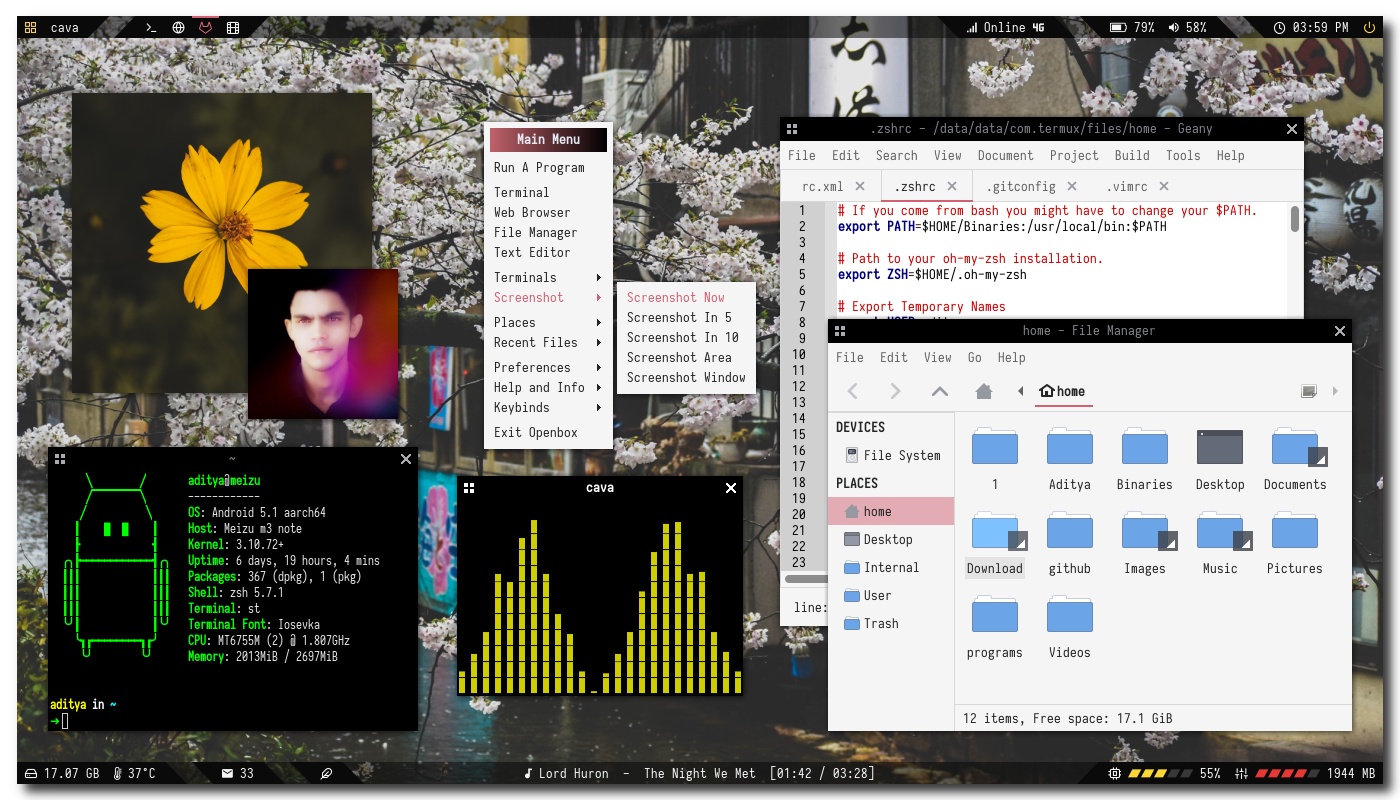 cava
Online 4G
79%
58%
03:59 PM
Main Menu
Run A Program
Terminal
Web Browser
File Manager
Text Editor
Terminals
Screenshot
Places
Recent Files
Preferences
Help and Info
Keybinds
Exit Openbox
Screenshot Now
Screenshot In 5
Screenshot In 10
Screenshot Area
Screenshot Window
.zshrc - /data/data/com.termux/files/home - Geany
File Edit Search View Document Project Build Tools Help
rc.xml .zshrc .gitconfig .vimrc
1 # If you come from bash you might have to change your $PATH.
2 export PATH=$HOME/Binaries:/usr/local/bin:$PATH
3
4 # Path to your oh-my-zsh installation.
5 export ZSH=$HOME/.oh-my-zsh
6
7 # Export Temporary Names
8
9
10
11
12
13
14
15
16
17
18
19
20
21
22
23
line:
home - File Manager
File Edit View Go Help
home
DEVICES
File System
PLACES
home
Desktop
Internal
User
Trash
1 Aditya Binaries Desktop Documents
Download github Images Music Pictures
programs Videos
12 items, Free space: 17.1 GiB
~
aditya@meizu
------------
OS: Android 5.1 aarch64
Host: Meizu m3 note
Kernel: 3.10.72+
Uptime: 6 days, 19 hours, 4 mins
Packages: 367 (dpkg), 1 (pkg)
Shell: zsh 5.7.1
Terminal: st
Terminal Font: Iosevka
CPU: MT6755M (2) @ 1.807GHz
Memory: 2013MiB / 2697MiB
aditya in ~
➜
cava
17.07 GB
37°C
33
Lord Huron - The Night We Met [01:42 / 03:28]
55%
1944 MB